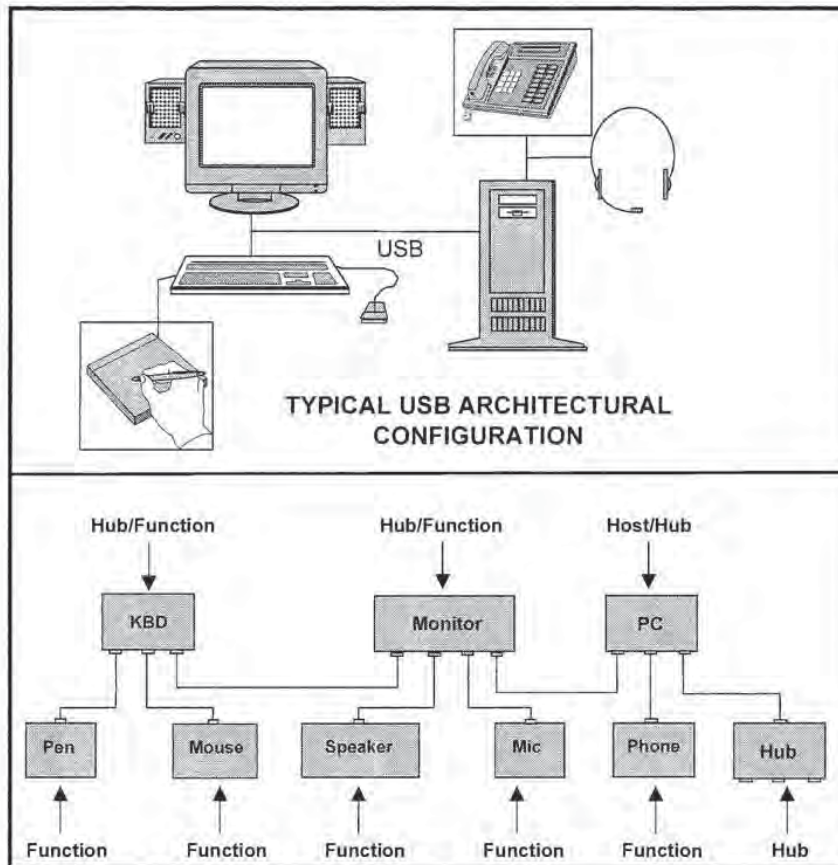 USB
TYPICAL USB ARCHITECTURAL
CONFIGURATION
Hub/Function Hub/Function Host/Hub
KBD Monitor PC
Pen Mouse Speaker Mic Phone Hub
Function Function Function Function Function Hub